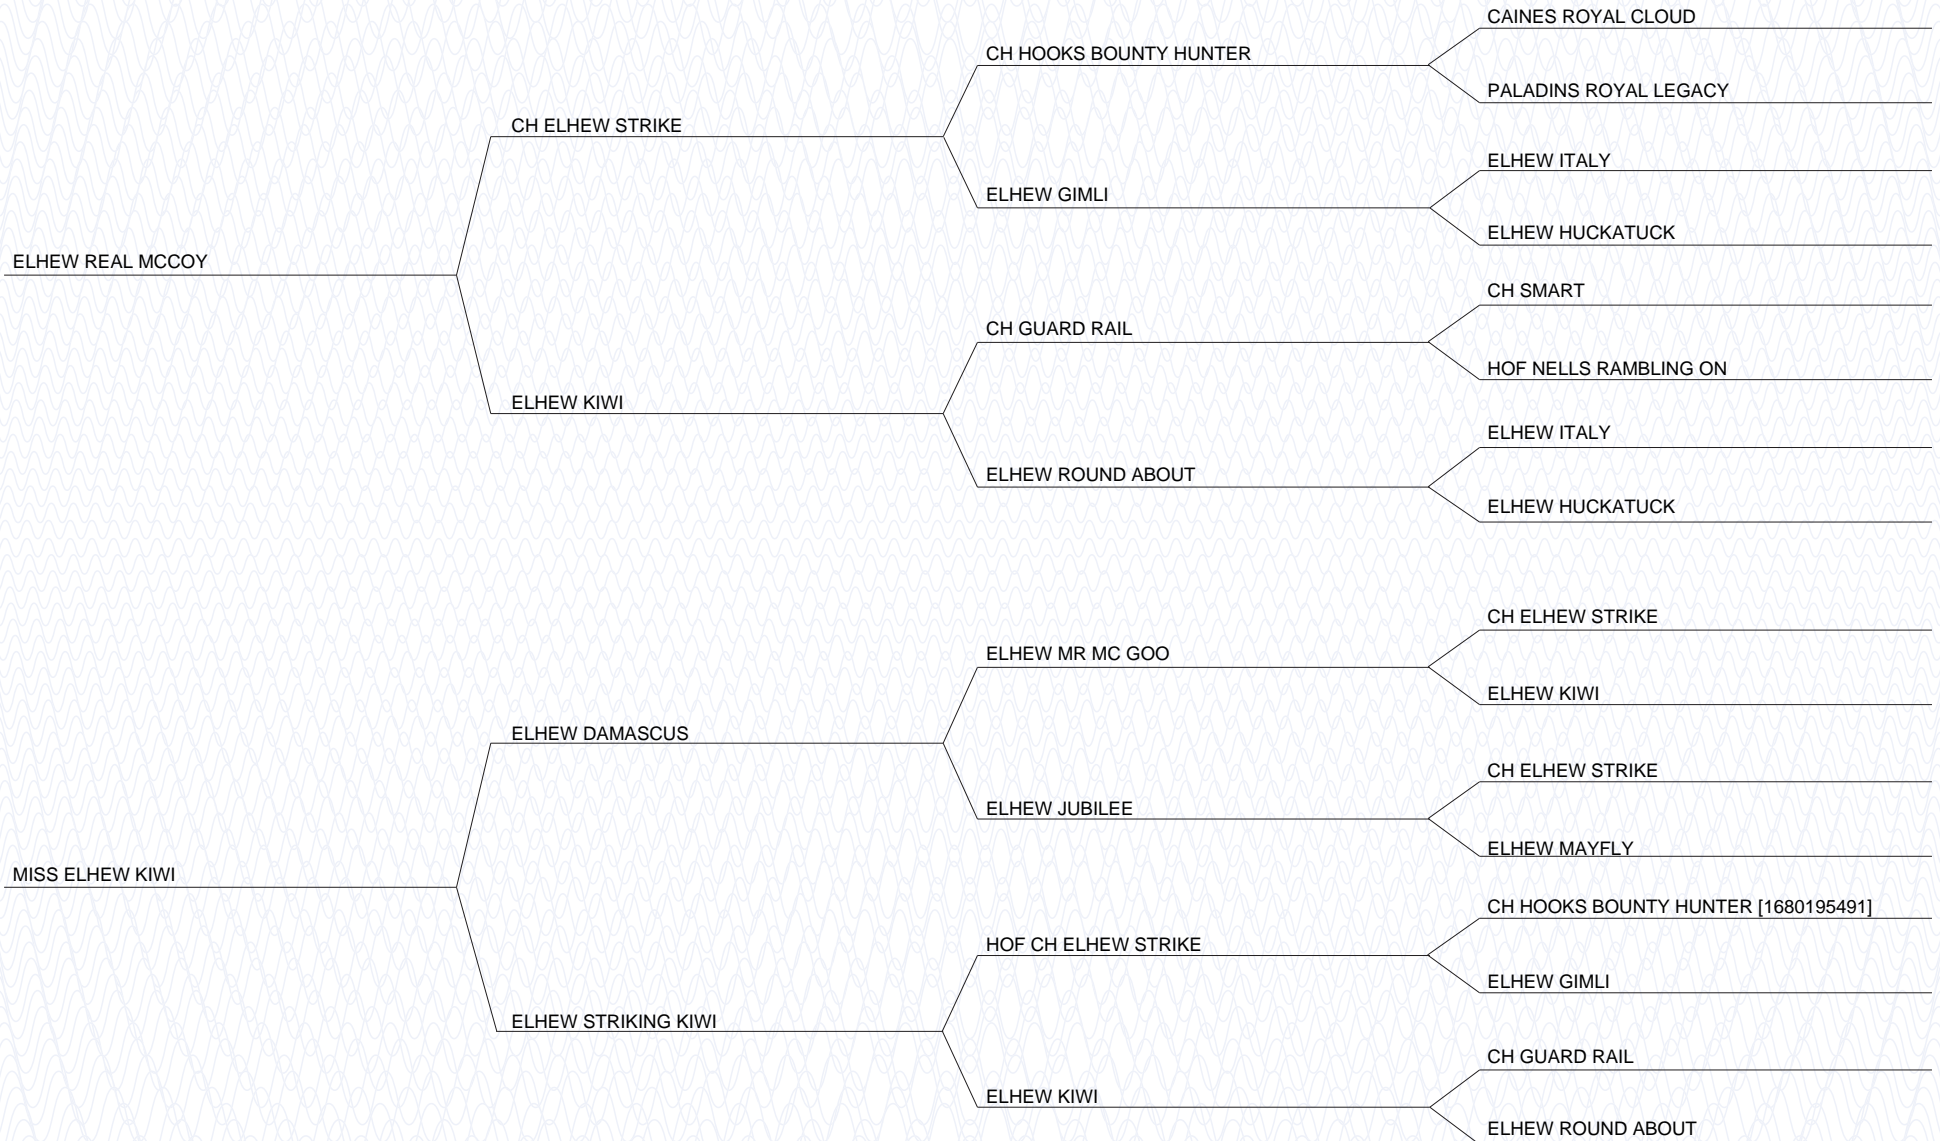 CAINES ROYAL CLOUD
CH HOOKS BOUNTY HUNTER
PALADINS ROYAL LEGACY
CH ELHEW STRIKE
ELHEW ITALY
ELHEW GIMLI
ELHEW HUCKATUCK
ELHEW REAL MCCOY
CH SMART
CH GUARD RAIL
HOF NELLS RAMBLING ON
ELHEW KIWI
ELHEW ITALY
ELHEW ROUND ABOUT
ELHEW HUCKATUCK
CH ELHEW STRIKE
ELHEW MR MC GOO
ELHEW KIWI
ELHEW DAMASCUS
CH ELHEW STRIKE
ELHEW JUBILEE
ELHEW MAYFLY
MISS ELHEW KIWI
CH HOOKS BOUNTY HUNTER [1680195491]
HOF CH ELHEW STRIKE
ELHEW GIMLI
ELHEW STRIKING KIWI
CH GUARD RAIL
ELHEW KIWI
ELHEW ROUND ABOUT